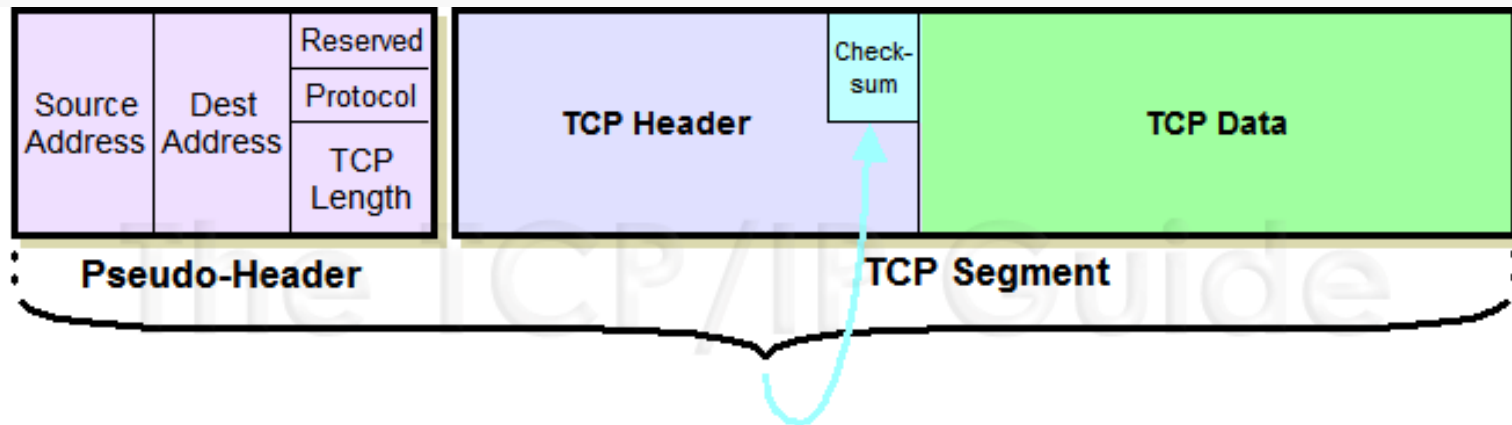 Source
Address
Dest
Address
Reserved
Protocol
TCP
Length
TCP Header
Check-
sum
TCP Data
Pseudo-Header
TCP Segment
The TCP/IP Guide